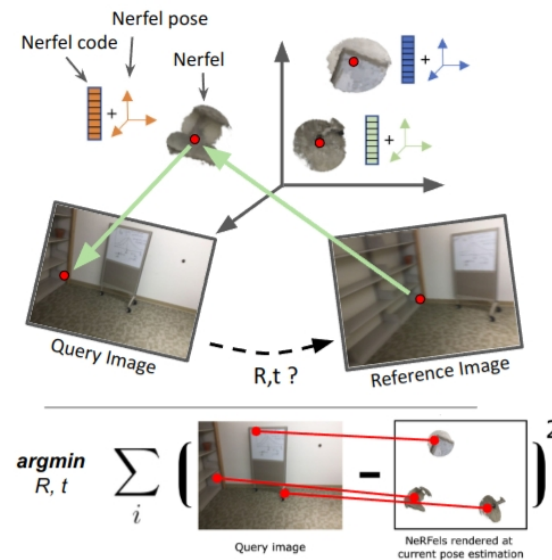 Nerfel pose
Nerfel code
Nerfel
+
+
+
Query Image
R,t ?
Reference Image
argmin
R, t
∑
i
( - )
2
Query image
NeRFels rendered at
current pose estimation